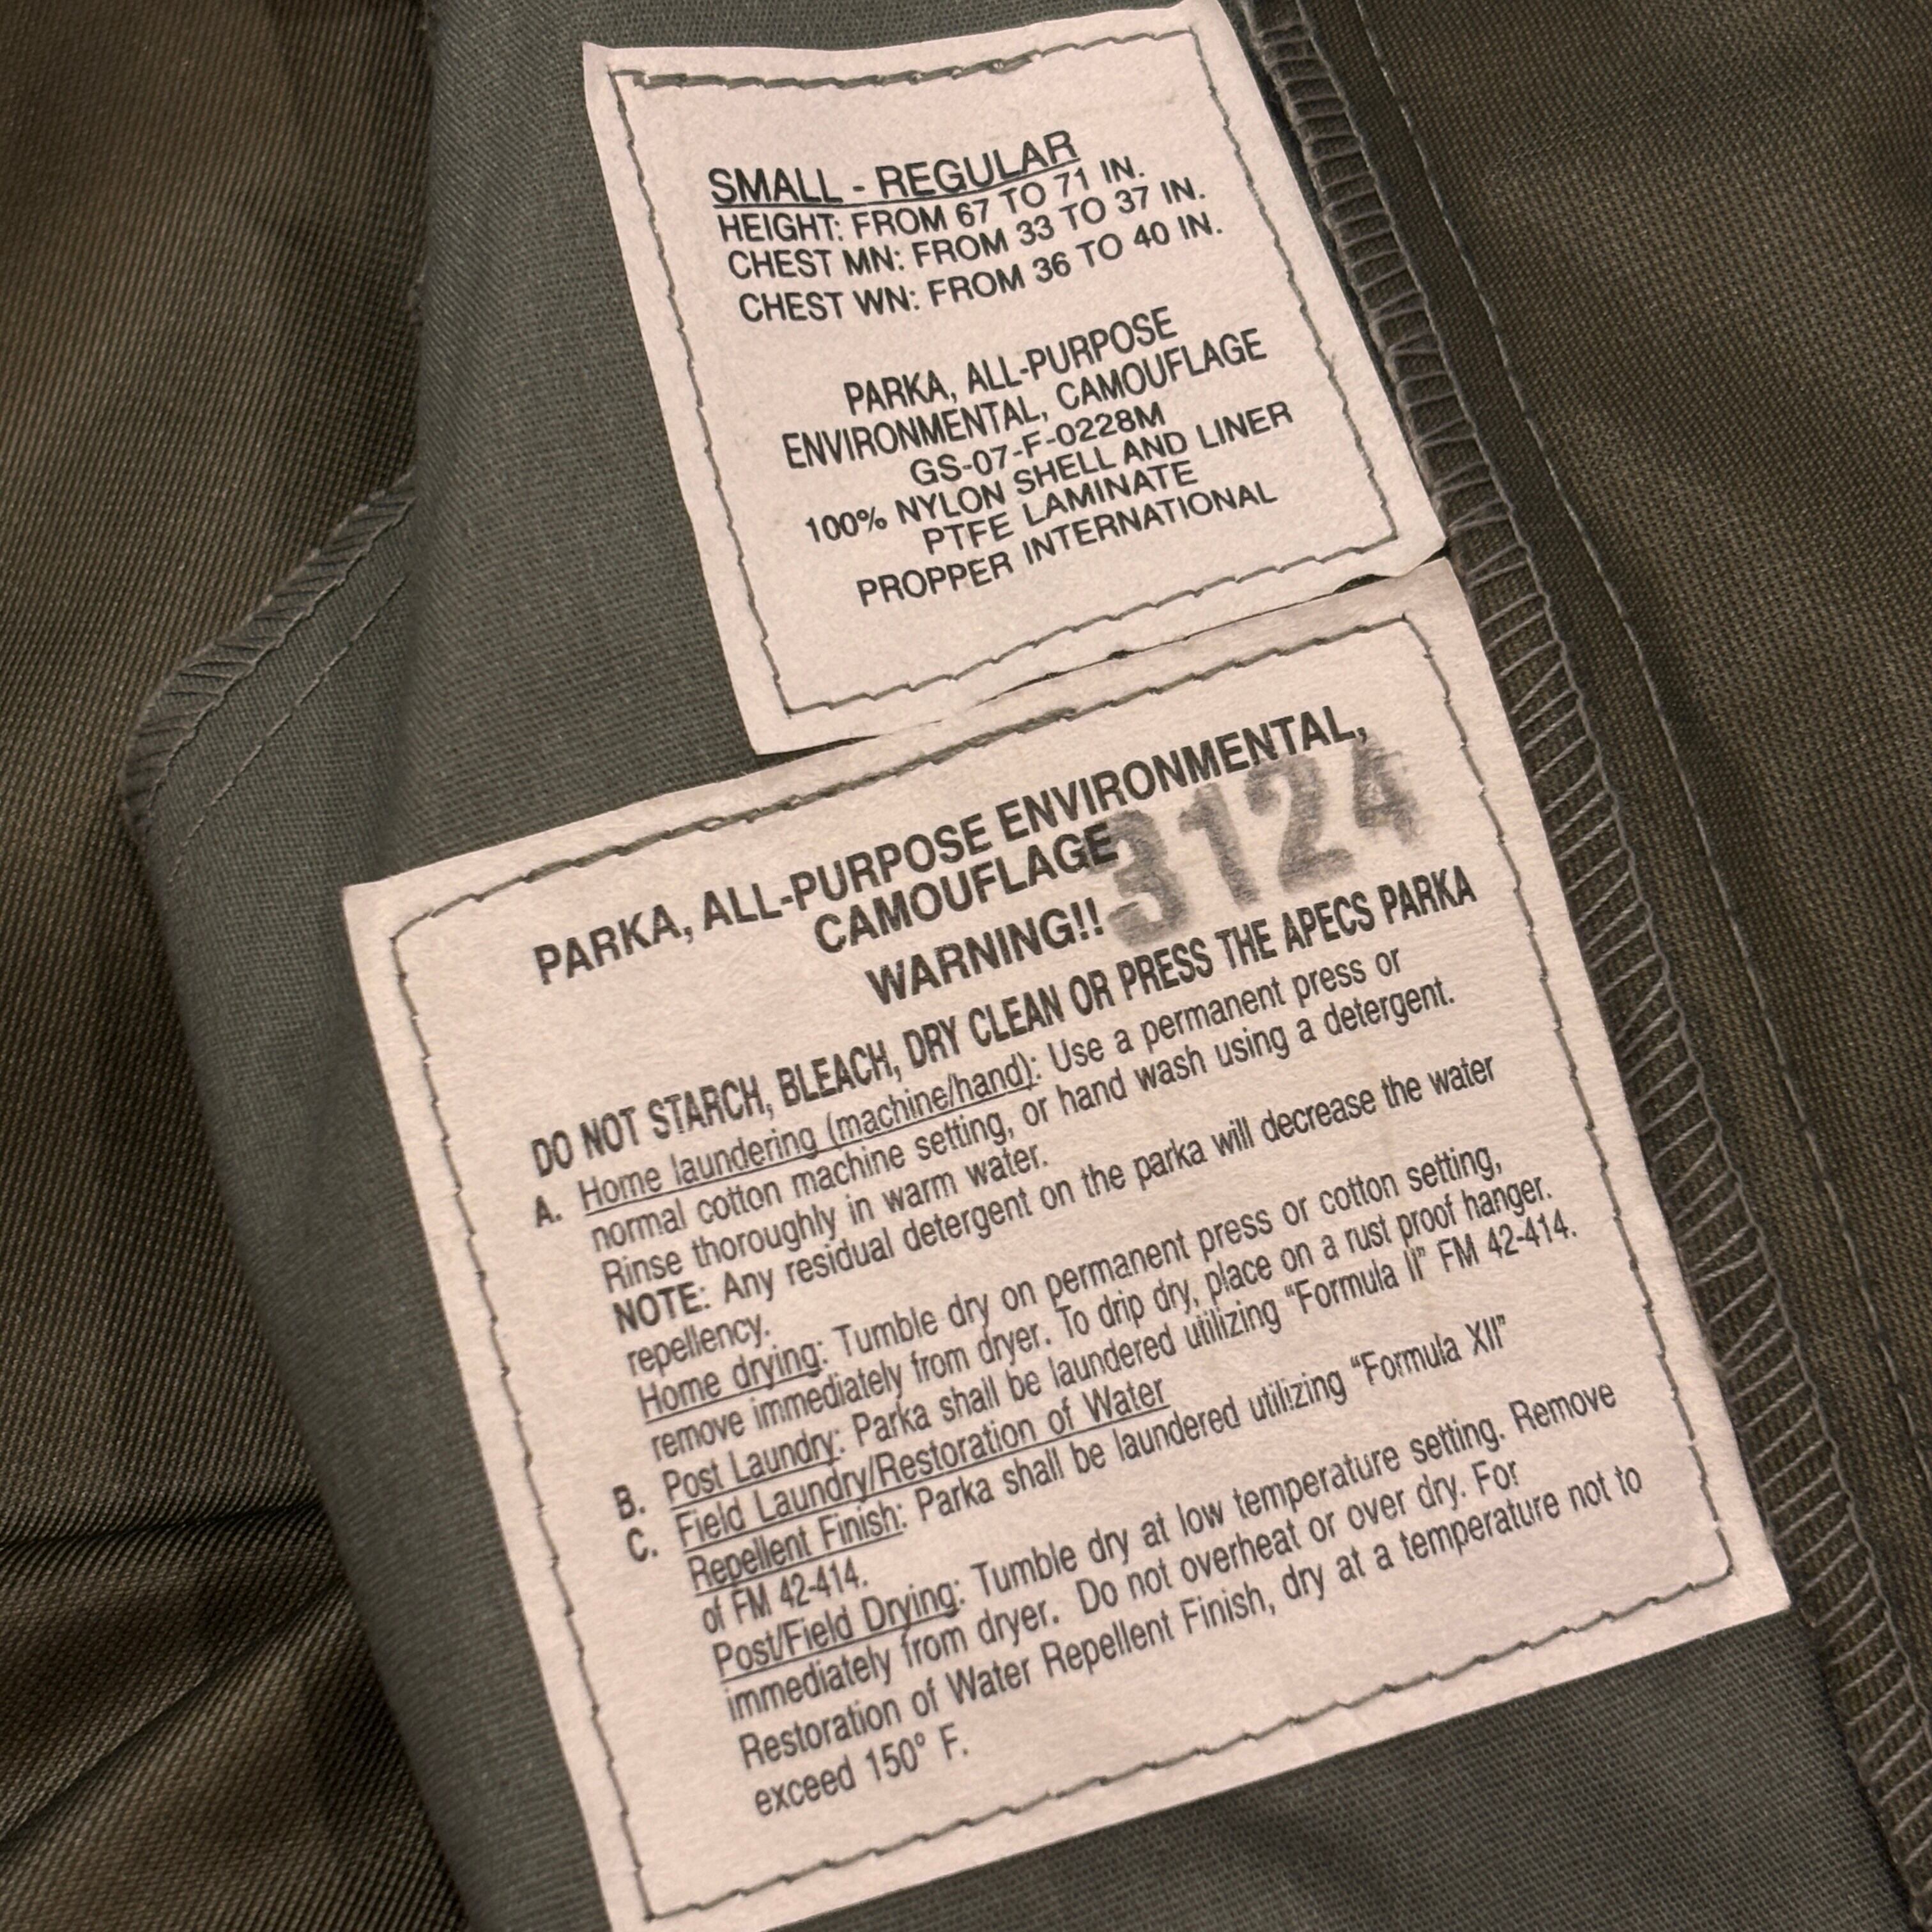 SMALL - REGULAR
HEIGHT: FROM 67 TO 71 IN.
CHEST MN: FROM 33 TO 37 IN.
CHEST WN: FROM 36 TO 40 IN.
PARKA, ALL-PURPOSE
ENVIRONMENTAL, CAMOUFLAGE
GS-07-F-0228M
100% NYLON SHELL AND LINER
PTFE LAMINATE
PROPPER INTERNATIONAL
PARKA, ALL-PURPOSE ENVIRONMENTAL,
CAMOUFLAGE
3124
WARNING!!
DO NOT STARCH, BLEACH, DRY CLEAN OR PRESS THE APECS PARKA
A. Home laundering (machine/hand): Use a permanent press or
normal cotton machine setting, or hand wash using a detergent.
Rinse thoroughly in warm water.
NOTE: Any residual detergent on the parka will decrease the water
repellency.
Home drying: Tumble dry on permanent press or cotton setting,
remove immediately from dryer. To drip dry, place on a rust proof hanger.
B. Post Laundry: Parka shall be laundered utilizing "Formula II" FM 42-414.
C. Field Laundry/Restoration of Water
Repellent Finish: Parka shall be laundered utilizing "Formula XII"
of FM 42-414.
Post/Field Drying: Tumble dry at low temperature setting. Remove
immediately from dryer. Do not overheat or over dry. For
Restoration of Water Repellent Finish, dry at a temperature not to
exceed 150° F.